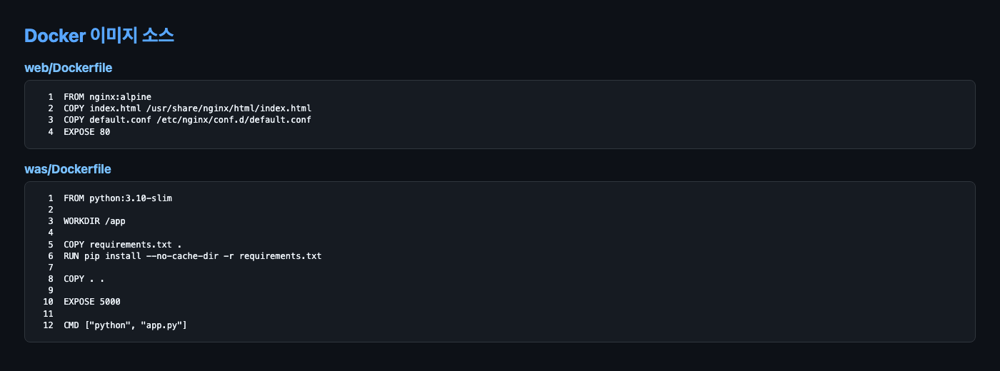 Docker 이미지 소스
web/Dockerfile
1 FROM nginx:alpine
2 COPY index.html /usr/share/nginx/html/index.html
3 COPY default.conf /etc/nginx/conf.d/default.conf
4 EXPOSE 80
was/Dockerfile
1 FROM python:3.10-slim
2
3 WORKDIR /app
4
5 COPY requirements.txt .
6 RUN pip install --no-cache-dir -r requirements.txt
7
8 COPY . .
9
10 EXPOSE 5000
11
12 CMD ["python", "app.py"]